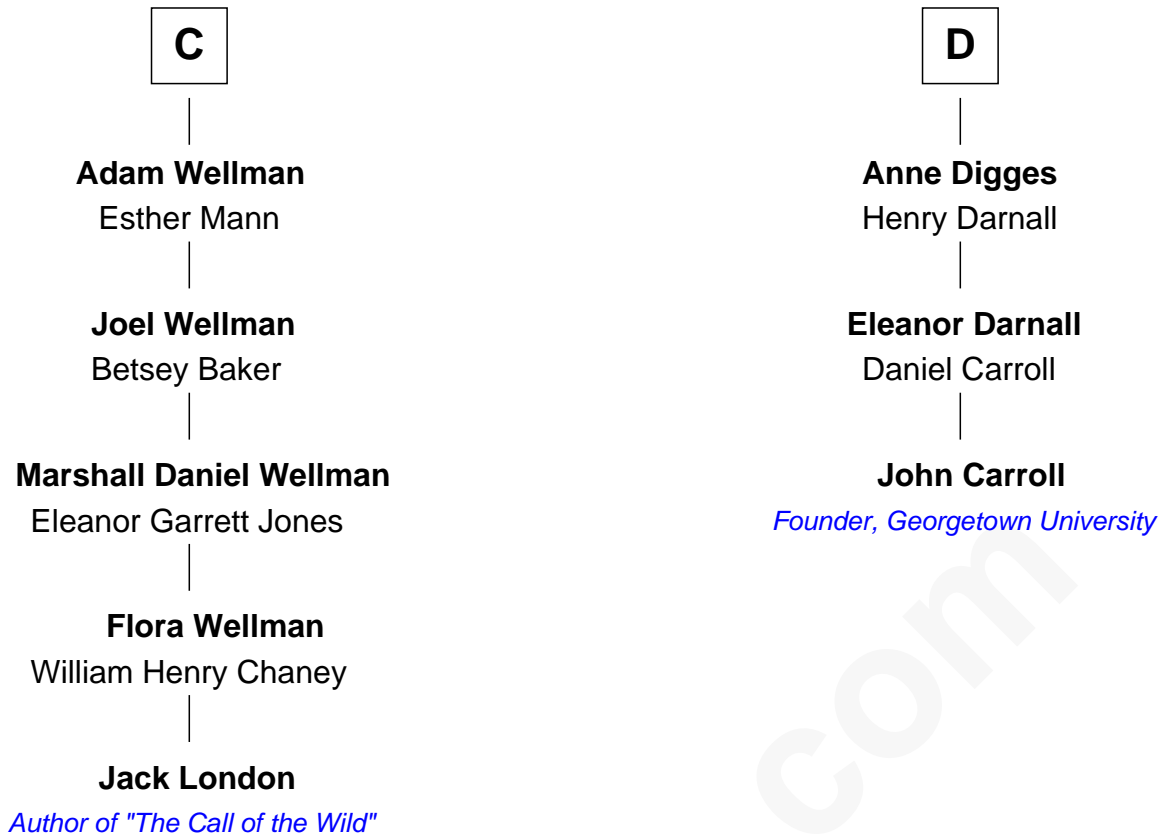 C
Adam Wellman
Esther Mann
Joel Wellman
Betsey Baker
Marshall Daniel Wellman
Eleanor Garrett Jones
Flora Wellman
William Henry Chaney
Jack London
Author of "The Call of the Wild"
D
Anne Digges
Henry Darnall
Eleanor Darnall
Daniel Carroll
John Carroll
Founder, Georgetown University
com